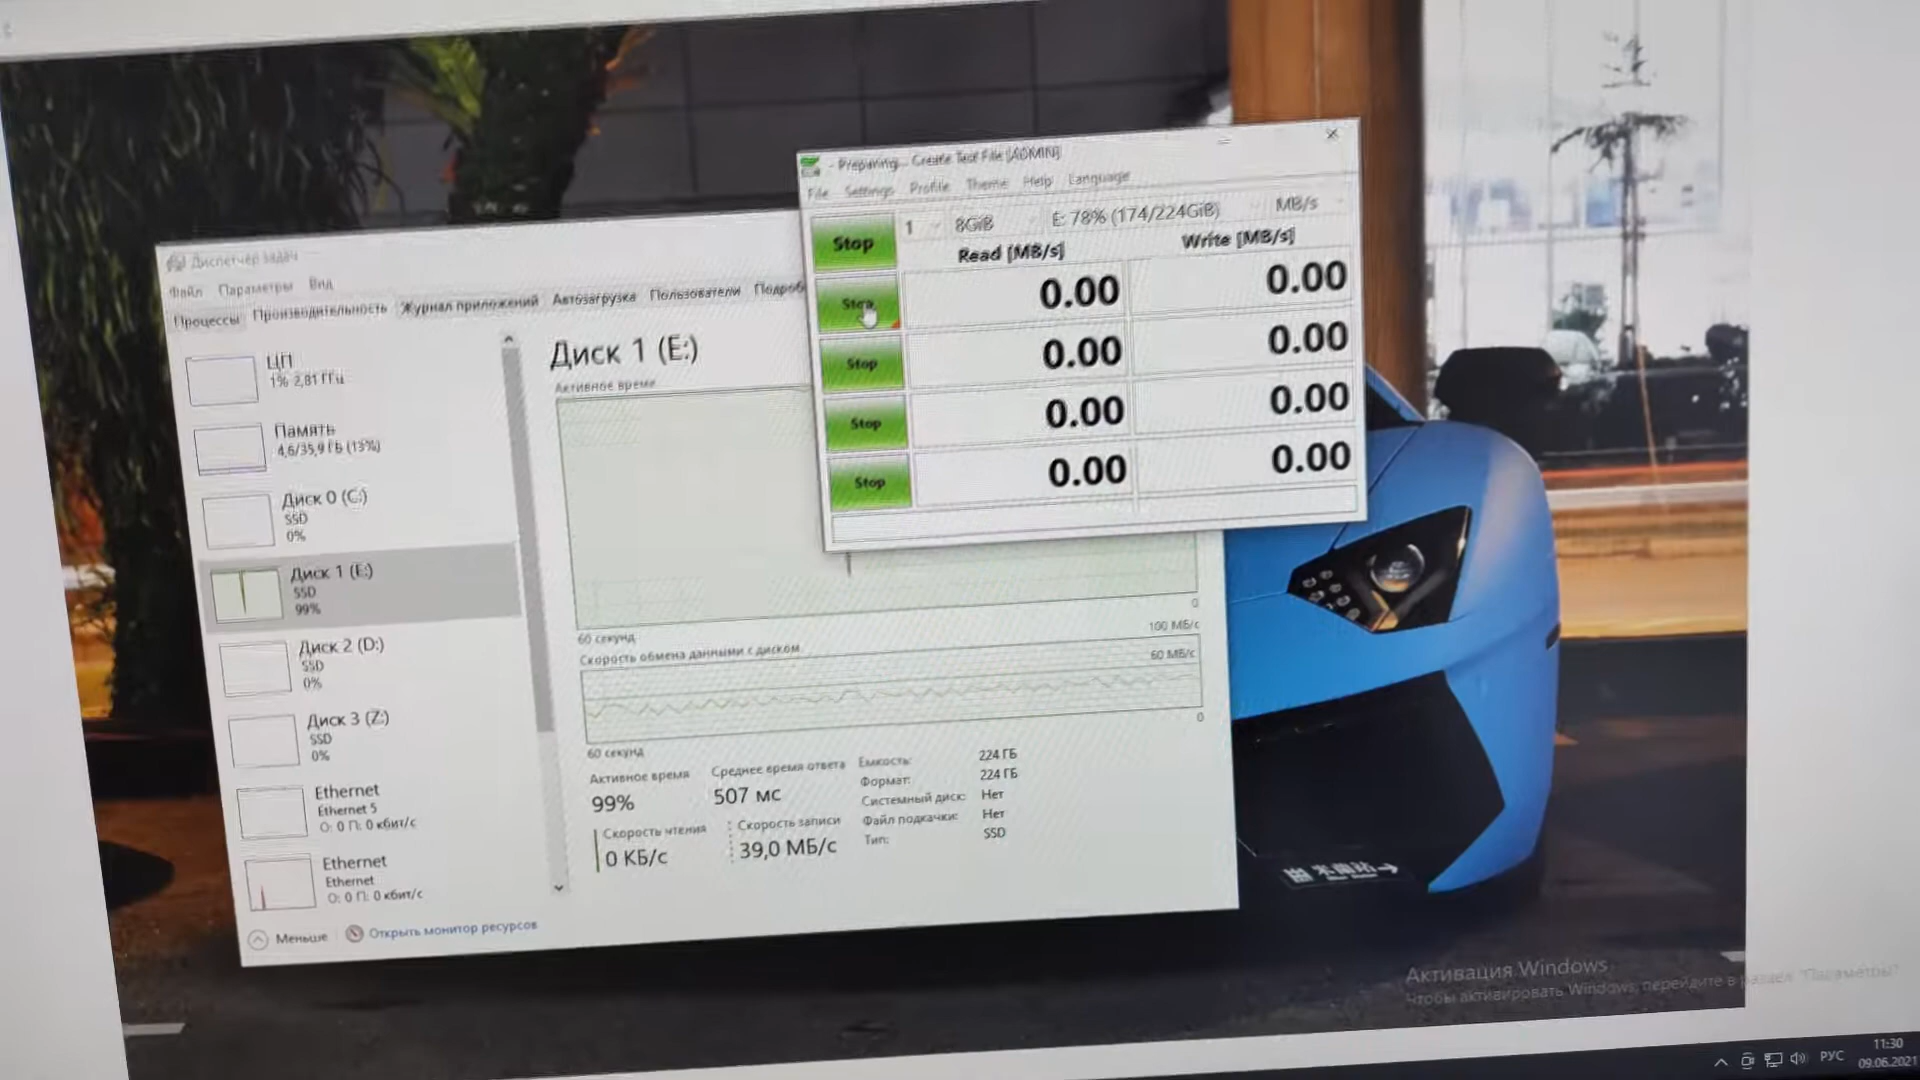 - Preparing... Create Test File [ADMIN]
File Settings Profile Theme Help Language
Stop 1 8GiB E: 78% (174/224GiB) MB/s
Read [MB/s] Write [MB/s]
Stop 0.00 0.00
Stop 0.00 0.00
Stop 0.00 0.00
Stop 0.00 0.00
Диспетчер задач
Файл Параметры Вид
Процессы Производительность Журнал приложений Автозагрузка Пользователи Подроб
ЦП
1% 2,81 ГГц
Память
4,6/35,9 ГБ (13%)
Диск 0 (C:)
SSD
0%
Диск 1 (E:)
SSD
99%
Диск 2 (D:)
SSD
0%
Диск 3 (Z:)
SSD
0%
Ethernet
Ethernet 5
О: 0 П: 0 кбит/с
Ethernet
Ethernet
О: 0 П: 0 кбит/с
Меньше Открыть монитор ресурсов
Диск 1 (E:)
Активное время
60 секунд 0
Скорость обмена данными с диском 100 МБ/с
60 МБ/с
60 секунд 0
Активное время
99%
Среднее время ответа
507 мс
Скорость чтения
0 КБ/с
Скорость записи
39,0 МБ/с
Емкость: 224 ГБ
Формат: 224 ГБ
Системный диск: Нет
Файл подкачки: Нет
Тип: SSD
Активация Windows
Чтобы активировать Windows, перейдите в раздел "Параметры"
РУС
11:30
09.06.2021